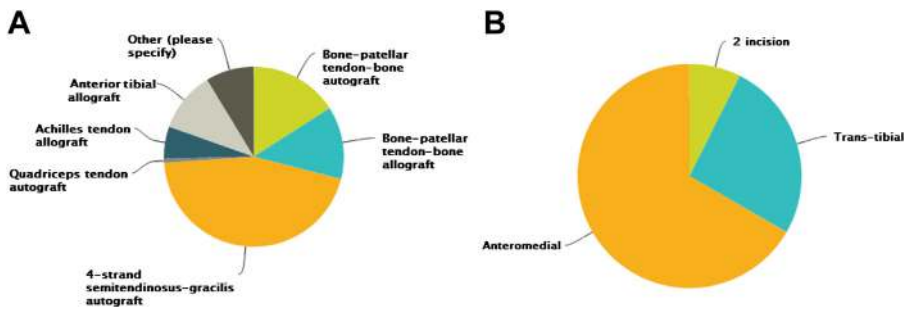 A
Other (please
specify)
Bone-patellar
tendon-bone
autograft
Anterior tibial
allograft
Achilles tendon
allograft
Bone-patellar
tendon-bone
allograft
Quadriceps tendon
autograft
4-strand
semitendinosus-gracilis
autograft
B
2 incision
Trans-tibial
Anteromedial